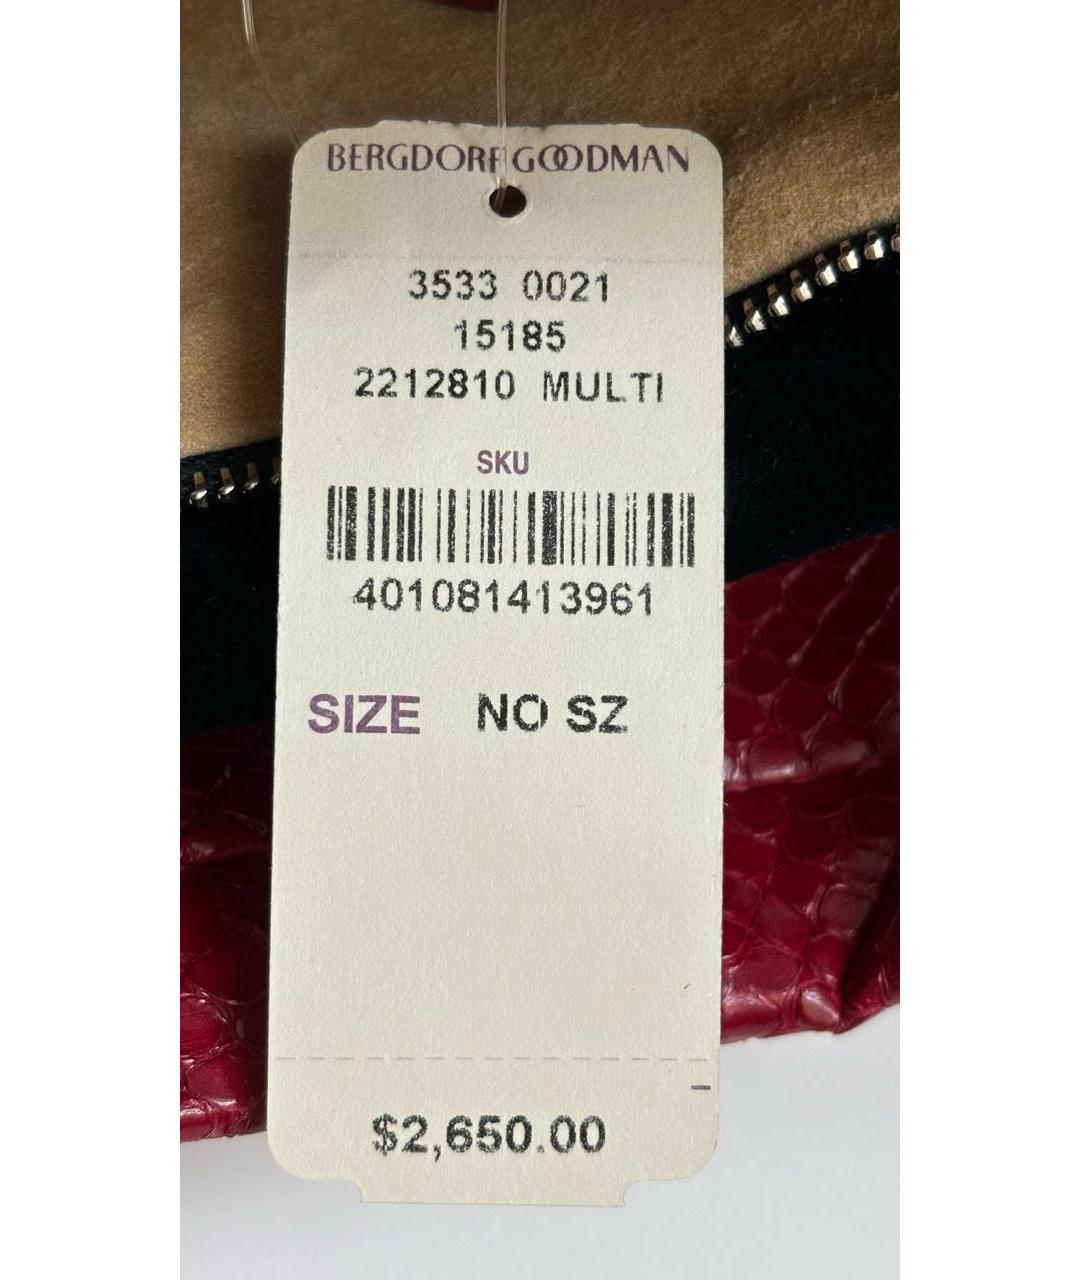 BERGDORF GOODMAN
3533 0021
15185
2212810 MULTI
SKU
401081413961
SIZE NO SZ
$2,650.00